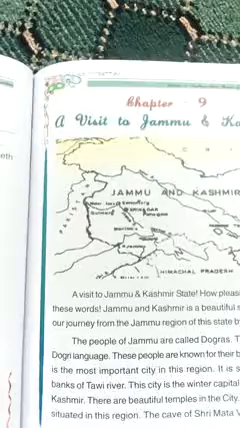 eth
Chapter - 9
A Visit to Jammu & Ka
C H
JAMMU AND KASHMIR
HIMACHAL PRADESH
A visit to Jammu & Kashmir State! How pleas
these words! Jammu and Kashmir is a beautiful s
our journey from the Jammu region of this state b
The people of Jammu are called Dogras. T
Dogri language. These people are known for their b
is the most important city in this region. It is s
banks of Tawi river. This city is the winter capital
Kashmir. There are beautiful temples in the City.
situated in this region. The cave of Shri Mata V